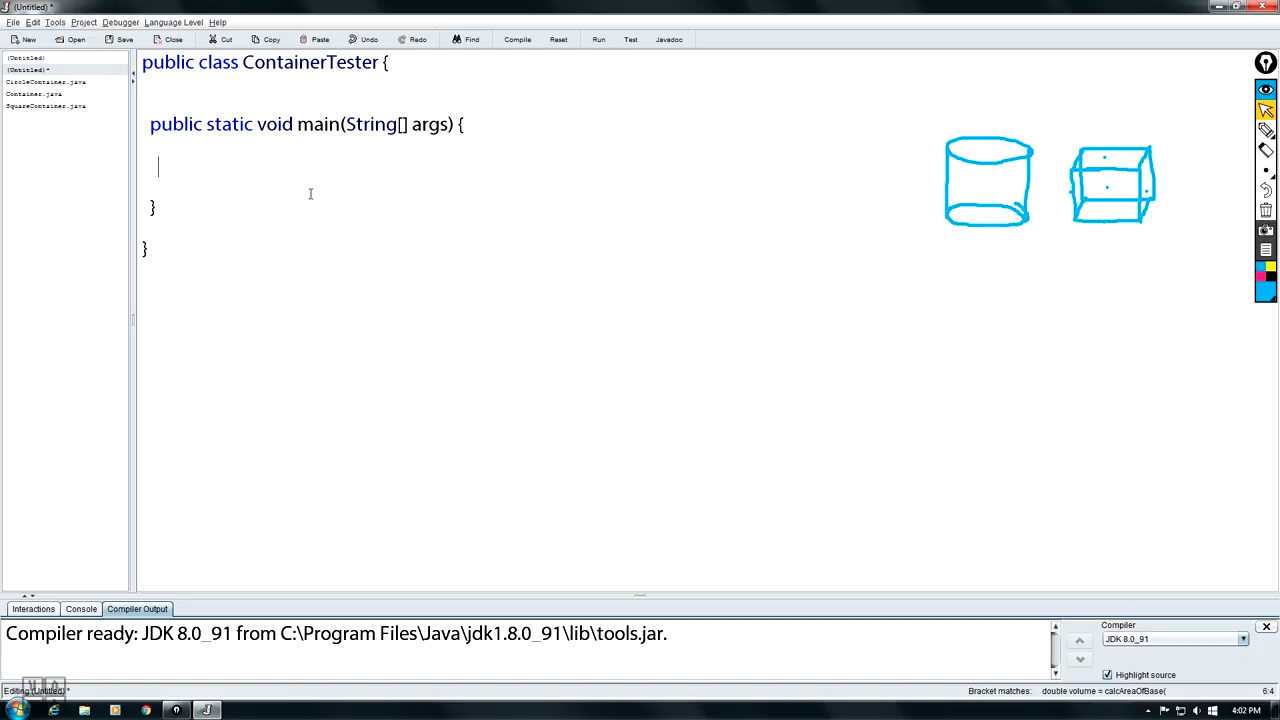 (Untitled) *
File Edit Tools Project Debugger Language Level Help
New Open Save Close Cut Copy Paste Undo Redo Find Compile Reset Run Test Javadoc
(Untitled)
(Untitled) *
CircleContainer.java
Container.java
SquareContainer.java
public class ContainerTester {
public static void main(String[] args) {
}
}
Interactions Console Compiler Output
Compiler ready: JDK 8.0_91 from C:\Program Files\Java\jdk1.8.0_91\lib\tools.jar.
Compiler
JDK 8.0_91
Highlight source
Editing (Untitled) *
Bracket matches: double volume = calcAreaOfBase(
6:4
4:02 PM